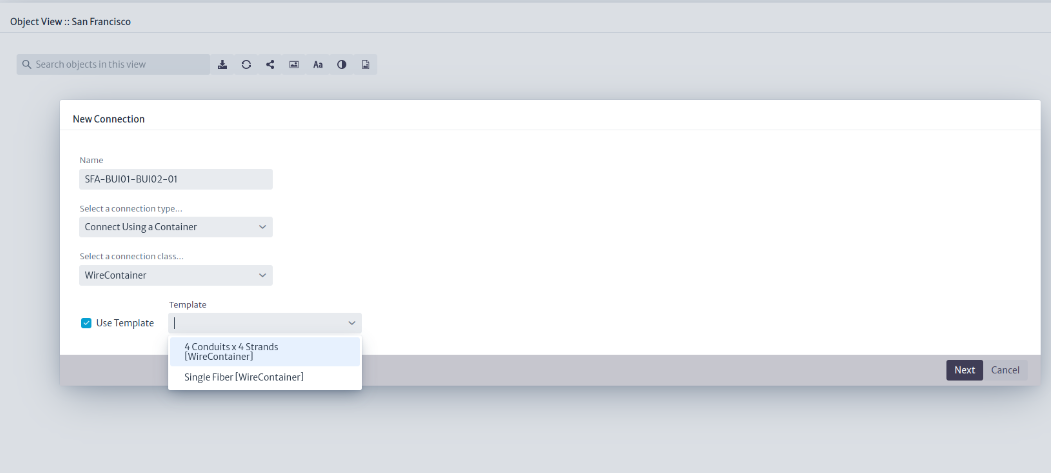 Object View :: San Francisco
Search objects in this view
Aa
New Connection
Name
SFA-BUI01-BUI02-01
Select a connection type...
Connect Using a Container
Select a connection class...
WireContainer
Template
Use Template
4 Conduits x 4 Strands
[WireContainer]
Single Fiber [WireContainer]
Next
Cancel